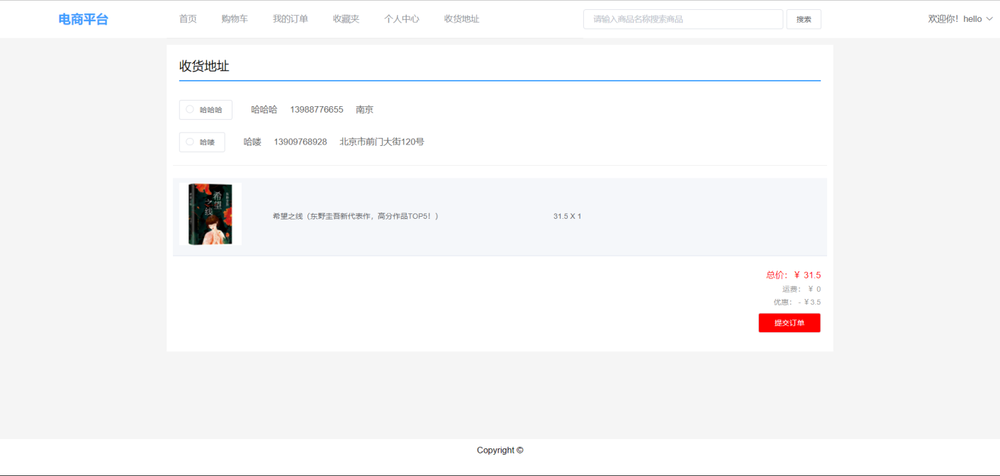 电商平台 首页 购物车 我的订单 收藏夹 个人中心 收货地址 请输入商品名称搜索商品 搜索 欢迎你！hello
收货地址
哈哈哈 哈哈哈 13988776655 南京
哈喽 哈喽 13909768928 北京市前门大街120号
希望之线
希望之线（东野圭吾新代表作，高分作品TOP5！） 31.5 X 1
总价：￥ 31.5
运费： ￥ 0
优惠： - ￥3.5
提交订单
Copyright ©